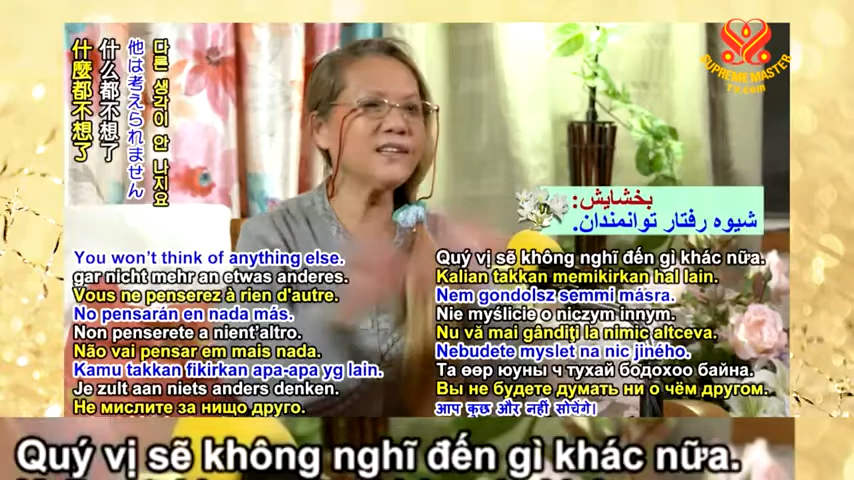 SUPREME MASTER
Tv.com
什麼都不想了
什么都不想了
他は考えられません
다른 생각이 안 나지요
بخشایش:
شیوه رفتار توانمندان.
You won't think of anything else.
gar nicht mehr an etwas anderes.
Vous ne penserez à rien d'autre.
No pensarán en nada más.
Non penserete a nient'altro.
Não vai pensar em mais nada.
Kamu takkan fikirkan apa-apa yg lain.
Je zult aan niets anders denken.
Не мислите за нищо друго.
Quý vị sẽ không nghĩ đến gì khác nữa.
Kalian takkan memikirkan hal lain.
Nem gondolsz semmi másra.
Nie myślicie o niczym innym.
Nu vă mai gândiţi la nimic altceva.
Nebudete myslet na nic jiného.
Та өөр юуны ч тухай бодохоо байна.
Вы не будете думать ни о чём другом.
आप कुछ और नहीं सोचेंगे।
Quý vị sẽ không nghĩ đến gì khác nữa.